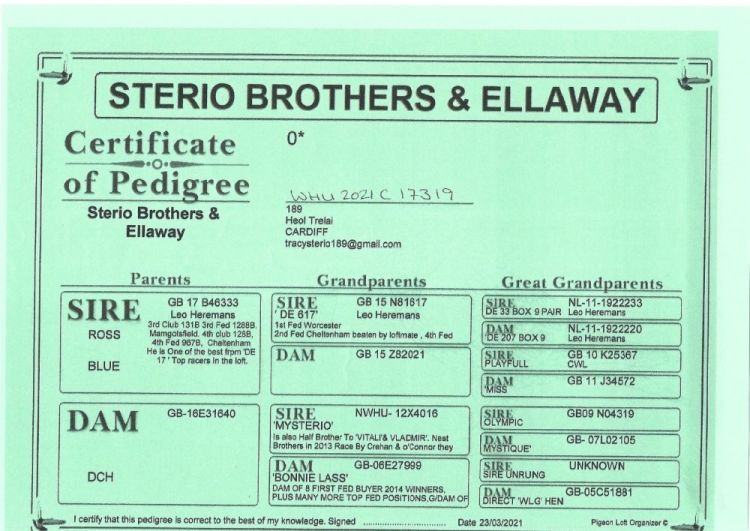 STERIO BROTHERS & ELLAWAY
Certificate
of Pedigree
Sterio Brothers &
Ellaway
0*
WHU 2021 C 17319
189
Heol Trelai
CARDIFF
tracysterio189@gmail.com
Parents
SIRE
GB 17 B46333
Leo Heremans
ROSS
3rd Club 131B 3rd Fed 1288B,
Mamgotsfield. 4th club 125B,
4th Fed 967B, Cheltenham
He is One of the best frpm 'DE
17 ' Top racers in the loft.
BLUE
DAM
GB-16E31640
DCH
Grandparents
SIRE
GB 15 N81817
' DE 617'
Leo Heremans
1st Fed Worcester
2nd Fed Cheltenham beaten by loftmate , 4th Fed
DAM
GB 15 Z82021
SIRE
NWHU- 12X4016
'MYSTERIO'
Is also Half Brother To 'VITALI'& VLADMIR'. Nest
Brothers in 2013 Race By Crehan & o'Connor they
DAM
GB-06E27999
'BONNIE LASS'
DAM OF 8 FIRST FED BUYER 2014 WINNERS,
PLUS MANY MORE TOP FED POSITIONS,G/DAM OF
Great Grandparents
SIRE
NL-11-1922233
DE 33 BOX 9 PAIR
Leo Heremans
DAM
NL-11-1922220
'DE 207 BOX 9
Leo Heremans
SIRE
GB 10 K25367
PLAYFULL
CWL
DAM
GB 11 J34572
'MISS
SIRE
GB09 N04319
OLYMPIC
DAM
GB- 07L02105
MYSTIQUE'
SIRE
UNKNOWN
SIRE UNRUNG
DAM
GB-05C51881
DIRECT 'WLG' HEN
I certify that this pedigree is correct to the best of my knowledge. Signed ........................ Date 23/03/2021
Pigeon Loft Organizer ©